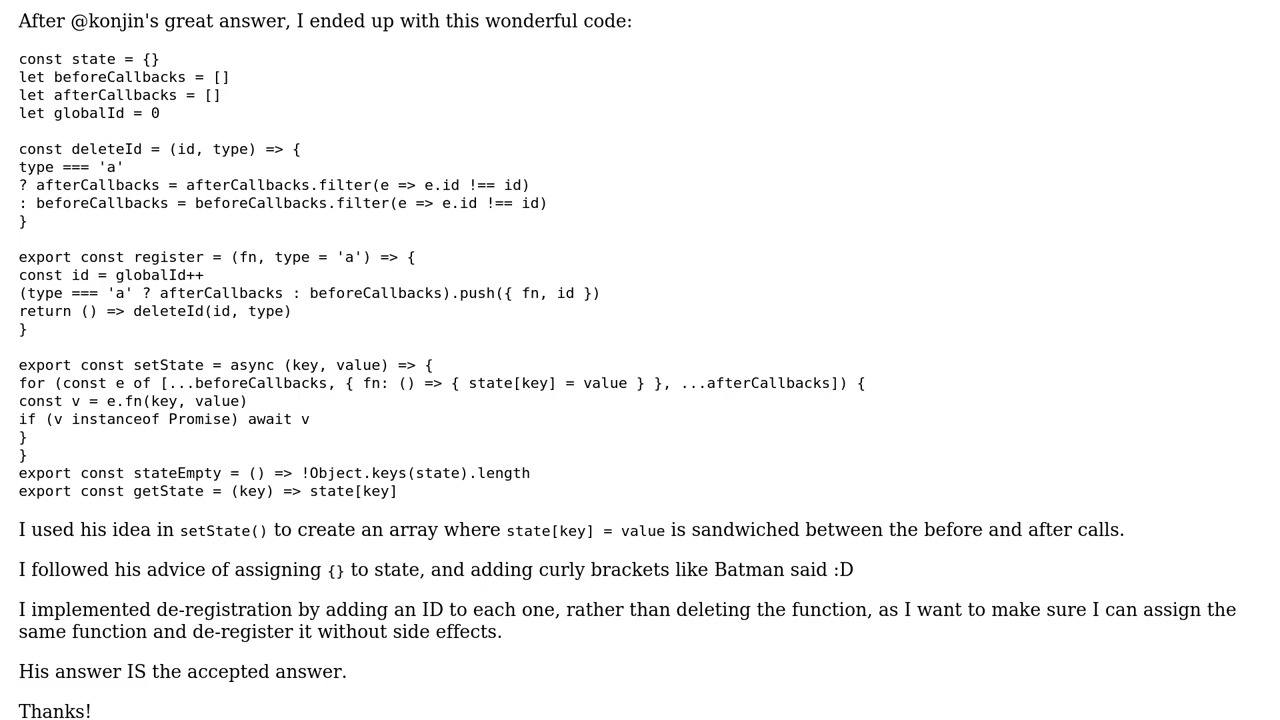 After @konjin's great answer, I ended up with this wonderful code:
const state = {}
let beforeCallbacks = []
let afterCallbacks = []
let globalId = 0
const deleteId = (id, type) => {
type === 'a'
? afterCallbacks = afterCallbacks.filter(e => e.id !== id)
: beforeCallbacks = beforeCallbacks.filter(e => e.id !== id)
}
export const register = (fn, type = 'a') => {
const id = globalId++
(type === 'a' ? afterCallbacks : beforeCallbacks).push({ fn, id })
return () => deleteId(id, type)
}
export const setState = async (key, value) => {
for (const e of [...beforeCallbacks, { fn: () => { state[key] = value } }, ...afterCallbacks]) {
const v = e.fn(key, value)
if (v instanceof Promise) await v
}
}
export const stateEmpty = () => !Object.keys(state).length
export const getState = (key) => state[key]
I used his idea in setState() to create an array where state[key] = value is sandwiched between the before and after calls.
I followed his advice of assigning {} to state, and adding curly brackets like Batman said :D
I implemented de-registration by adding an ID to each one, rather than deleting the function, as I want to make sure I can assign the
same function and de-register it without side effects.
His answer IS the accepted answer.
Thanks!